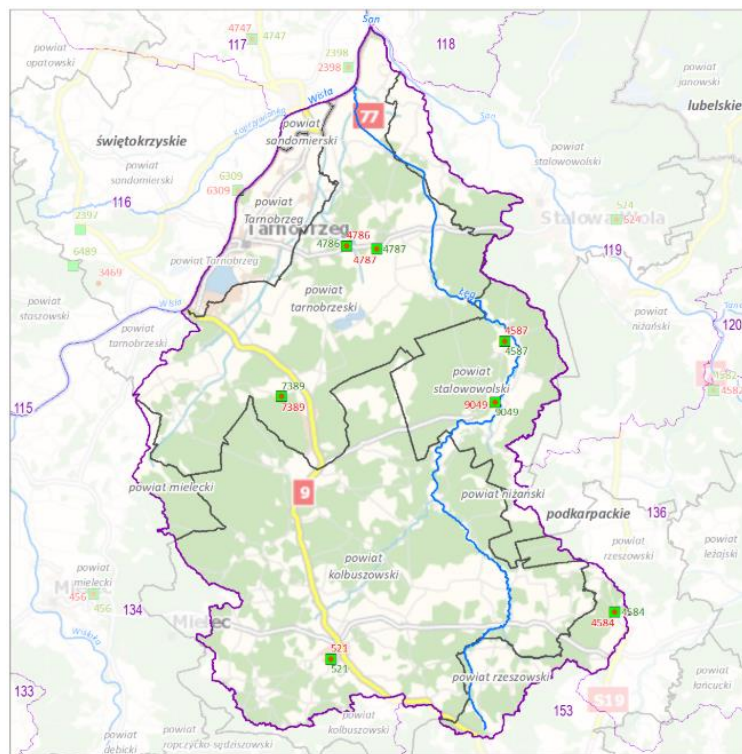 San
4747
4747
117
118
2398
2398
powiat
opatowski
powiat
janowski
lubelskie
Wisła
Koprzywianka
77
San
powiat
sandomierski
świętokrzyskie
powiat
stalowowolski
powiat
sandomierski
6309
6309
116
powiat
Tarnobrzeg
524
524
Stalowa Wola
2397
Tarnobrzeg
4786
4786
4787
4787
119
6489
powiat Tarnobrzeg
3469
Łęg
powiat
staszowski
powiat
tarnobrzeski
Wisła
powiat
tarnobrzeski
powiat
niżański
120
4587
4587
powiat
stalowowolski
4582
4582
7389
7389
115
9049
9049
powiat mielecki
9
powiat niżański
podkarpackie
136
powiat
rzeszowski
powiat
leżajski
powiat
kolbuszowski
powiat
mielecki
456
456
134
Mielec
4584
4584
Wisłoka
521
521
powiat rzeszowski
133
S19
powiat
łańcucki
153
powiat
kolbuszowski
powiat
dębicki
powiat
ropczycko-sędziszowski